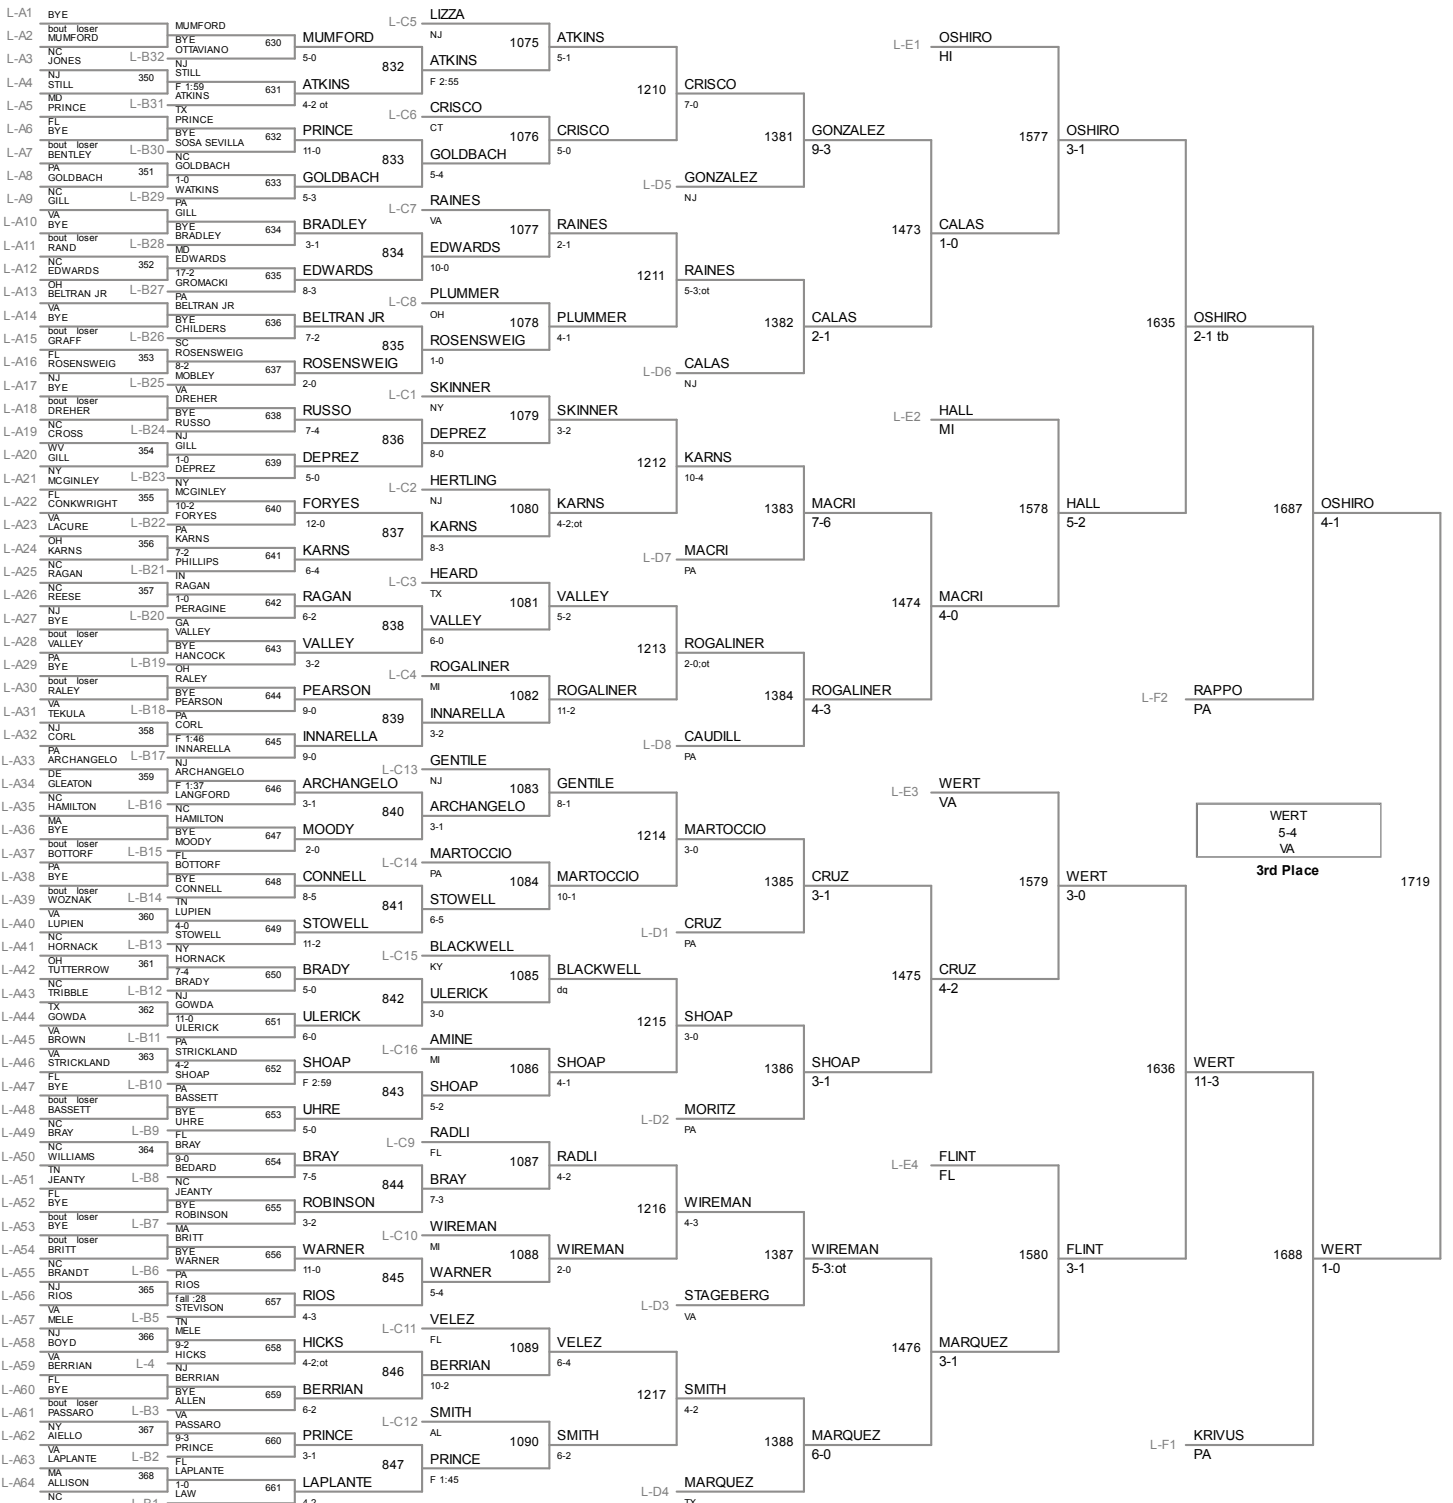 L-A1 BYE
bout loser
L-A2 MUMFORD
NC
L-A3 JONES
NJ
L-A4 STILL
MD
L-A5 PRINCE
FL
L-A6 BYE
bout loser
L-A7 BENTLEY
PA
L-A8 GOLDBACH
NC
L-A9 GILL
VA
L-A10 BYE
bout loser
L-A11 RAND
NC
L-A12 EDWARDS
OH
L-A13 BELTRAN JR
VA
L-A14 BYE
bout loser
L-A15 GRAFF
FL
L-A16 ROSENSWEIG
NJ
L-A17 BYE
bout loser
L-A18 DREHER
NC
L-A19 CROSS
WV
L-A20 GILL
NY
L-A21 MCGINLEY
FL
L-A22 CONKWRIGHT
VA
L-A23 LACURE
OH
L-A24 KARNS
NC
L-A25 RAGAN
NC
L-A26 REESE
NJ
L-A27 BYE
bout loser
L-A28 VALLEY
PA
L-A29 BYE
bout loser
L-A30 RALEY
VA
L-A31 TEKULA
NJ
L-A32 CORL
PA
L-A33 ARCHANGELO
DE
L-A34 GLEATON
NC
L-A35 HAMILTON
MA
L-A36 BYE
bout loser
L-A37 BOTTORF
PA
L-A38 BYE
bout loser
L-A39 WOZNAK
VA
L-A40 LUPIEN
NC
L-A41 HORNACK
OH
L-A42 TUTTERROW
NC
L-A43 TRIBBLE
TX
L-A44 GOWDA
VA
L-A45 BROWN
VA
L-A46 STRICKLAND
FL
L-A47 BYE
bout loser
L-A48 BASSETT
NC
L-A49 BRAY
NC
L-A50 WILLIAMS
TN
L-A51 JEANTY
FL
L-A52 BYE
bout loser
L-A53 BYE
bout loser
L-A54 BRITT
NC
L-A55 BRANDT
NJ
L-A56 RIOS
VA
L-A57 MELE
NJ
L-A58 BOYD
VA
L-A59 BERRIAN
FL
L-A60 BYE
bout loser
L-A61 PASSARO
NY
L-A62 AIELLO
VA
L-A63 LAPLANTE
MA
L-A64 ALLISON
NC
350
351
352
353
354
355
356
357
358
359
360
361
362
363
364
365
366
367
368
MUMFORD
BYE
L-B32 OTTAVIANO
NJ
STILL
F 1:59
L-B31 ATKINS
TX
PRINCE
BYE
L-B30 SOSA SEVILLA
NC
GOLDBACH
1-0
L-B29 WATKINS
PA
GILL
BYE
L-B28 BRADLEY
MD
EDWARDS
17-2
L-B27 GROMACKI
PA
BELTRAN JR
BYE
L-B26 CHILDERS
SC
ROSENSWEIG
8-2
L-B25 MOBLEY
VA
DREHER
BYE
L-B24 RUSSO
NJ
GILL
1-0
L-B23 DEPREZ
NY
MCGINLEY
10-2
L-B22 FORYES
PA
KARNS
7-2
L-B21 PHILLIPS
IN
RAGAN
1-0
L-B20 PERAGINE
GA
VALLEY
BYE
L-B19 HANCOCK
OH
RALEY
BYE
L-B18 PEARSON
PA
CORL
F 1:46
L-B17 INNARELLA
NJ
ARCHANGELO
F 1:37
L-B16 LANGFORD
NC
HAMILTON
BYE
L-B15 MOODY
FL
BOTTORF
BYE
L-B14 CONNELL
TN
LUPIEN
4-0
L-B13 STOWELL
NY
HORNACK
7-4
L-B12 BRADY
NJ
GOWDA
11-0
L-B11 ULERICK
PA
STRICKLAND
4-2
L-B10 SHOAP
PA
BASSETT
BYE
L-B9 UHRE
FL
BRAY
9-0
L-B8 BEDARD
NC
JEANTY
BYE
L-B7 ROBINSON
MA
BRITT
BYE
L-B6 WARNER
PA
RIOS
fall :28
L-B5 STEVISON
TN
MELE
9-2
L-4 HICKS
NJ
BERRIAN
BYE
L-B3 ALLEN
VA
PASSARO
9-3
L-B2 PRINCE
FL
LAPLANTE
1-0
L-B1 LAW
630 MUMFORD
5-0
631 ATKINS
4-2 ot
632 PRINCE
11-0
633 GOLDBACH
5-3
634 BRADLEY
3-1
635 EDWARDS
8-3
636 BELTRAN JR
7-2
637 ROSENSWEIG
2-0
638 RUSSO
7-4
639 DEPREZ
5-0
640 FORYES
12-0
641 KARNS
6-4
642 RAGAN
6-2
643 VALLEY
3-2
644 PEARSON
9-0
645 INNARELLA
9-0
646 ARCHANGELO
3-1
647 MOODY
2-0
648 CONNELL
8-5
649 STOWELL
11-2
650 BRADY
5-0
651 ULERICK
6-0
652 SHOAP
F 2:59
653 UHRE
5-0
654 BRAY
7-5
655 ROBINSON
3-2
656 WARNER
11-0
657 RIOS
4-3
658 HICKS
4-2;ot
659 BERRIAN
6-2
660 PRINCE
3-1
661 LAPLANTE
4-2
L-C5 LIZZA
NJ
832 ATKINS
F 2:55
L-C6 CRISCO
CT
833 GOLDBACH
5-4
L-C7 RAINES
VA
834 EDWARDS
10-0
L-C8 PLUMMER
OH
835 ROSENSWEIG
1-0
L-C1 SKINNER
NY
836 DEPREZ
8-0
L-C2 HERTLING
NJ
837 KARNS
8-3
L-C3 HEARD
TX
838 VALLEY
6-0
L-C4 ROGALINER
MI
839 INNARELLA
3-2
L-C13 GENTILE
NJ
840 ARCHANGELO
3-1
L-C14 MARTOCCIO
PA
841 STOWELL
6-5
L-C15 BLACKWELL
KY
842 ULERICK
3-0
L-C16 AMINE
MI
843 SHOAP
5-2
L-C9 RADLI
FL
844 BRAY
7-3
L-C10 WIREMAN
MI
845 WARNER
5-4
L-C11 VELEZ
FL
846 BERRIAN
10-2
L-C12 SMITH
AL
847 PRINCE
F 1:45
1075 ATKINS
5-1
1076 CRISCO
5-0
1077 RAINES
2-1
1078 PLUMMER
4-1
1079 SKINNER
3-2
1080 KARNS
4-2;ot
1081 VALLEY
5-2
1082 ROGALINER
11-2
1083 GENTILE
8-1
1084 MARTOCCIO
10-1
1085 BLACKWELL
dq
1086 SHOAP
4-1
1087 RADLI
4-2
1088 WIREMAN
2-0
1089 VELEZ
6-4
1090 SMITH
6-2
1210 CRISCO
7-0
L-D5 GONZALEZ
NJ
1211 RAINES
5-3;ot
L-D6 CALAS
NJ
1212 KARNS
10-4
L-D7 MACRI
PA
1213 ROGALINER
2-0;ot
L-D8 CAUDILL
PA
1214 MARTOCCIO
3-0
L-D1 CRUZ
PA
1215 SHOAP
3-0
L-D2 MORITZ
PA
1216 WIREMAN
4-3
L-D3 STAGEBERG
VA
1217 SMITH
4-2
L-D4 MARQUEZ
TX
1381 GONZALEZ
9-3
1382 CALAS
2-1
1383 MACRI
7-6
1384 ROGALINER
4-3
1385 CRUZ
3-1
1386 SHOAP
3-1
1387 WIREMAN
5-3:ot
1388 MARQUEZ
6-0
L-E1 OSHIRO
HI
1473 CALAS
1-0
L-E2 HALL
MI
1474 MACRI
4-0
L-E3 WERT
VA
1475 CRUZ
4-2
L-E4 FLINT
FL
1476 MARQUEZ
3-1
1577 OSHIRO
3-1
1578 HALL
5-2
1579 WERT
3-0
1580 FLINT
3-1
1635 OSHIRO
2-1 tb
L-F2 RAPPO
PA
1636 WERT
11-3
L-F1 KRIVUS
PA
1687 OSHIRO
4-1
1688 WERT
1-0
WERT
5-4
VA
3rd Place
1719